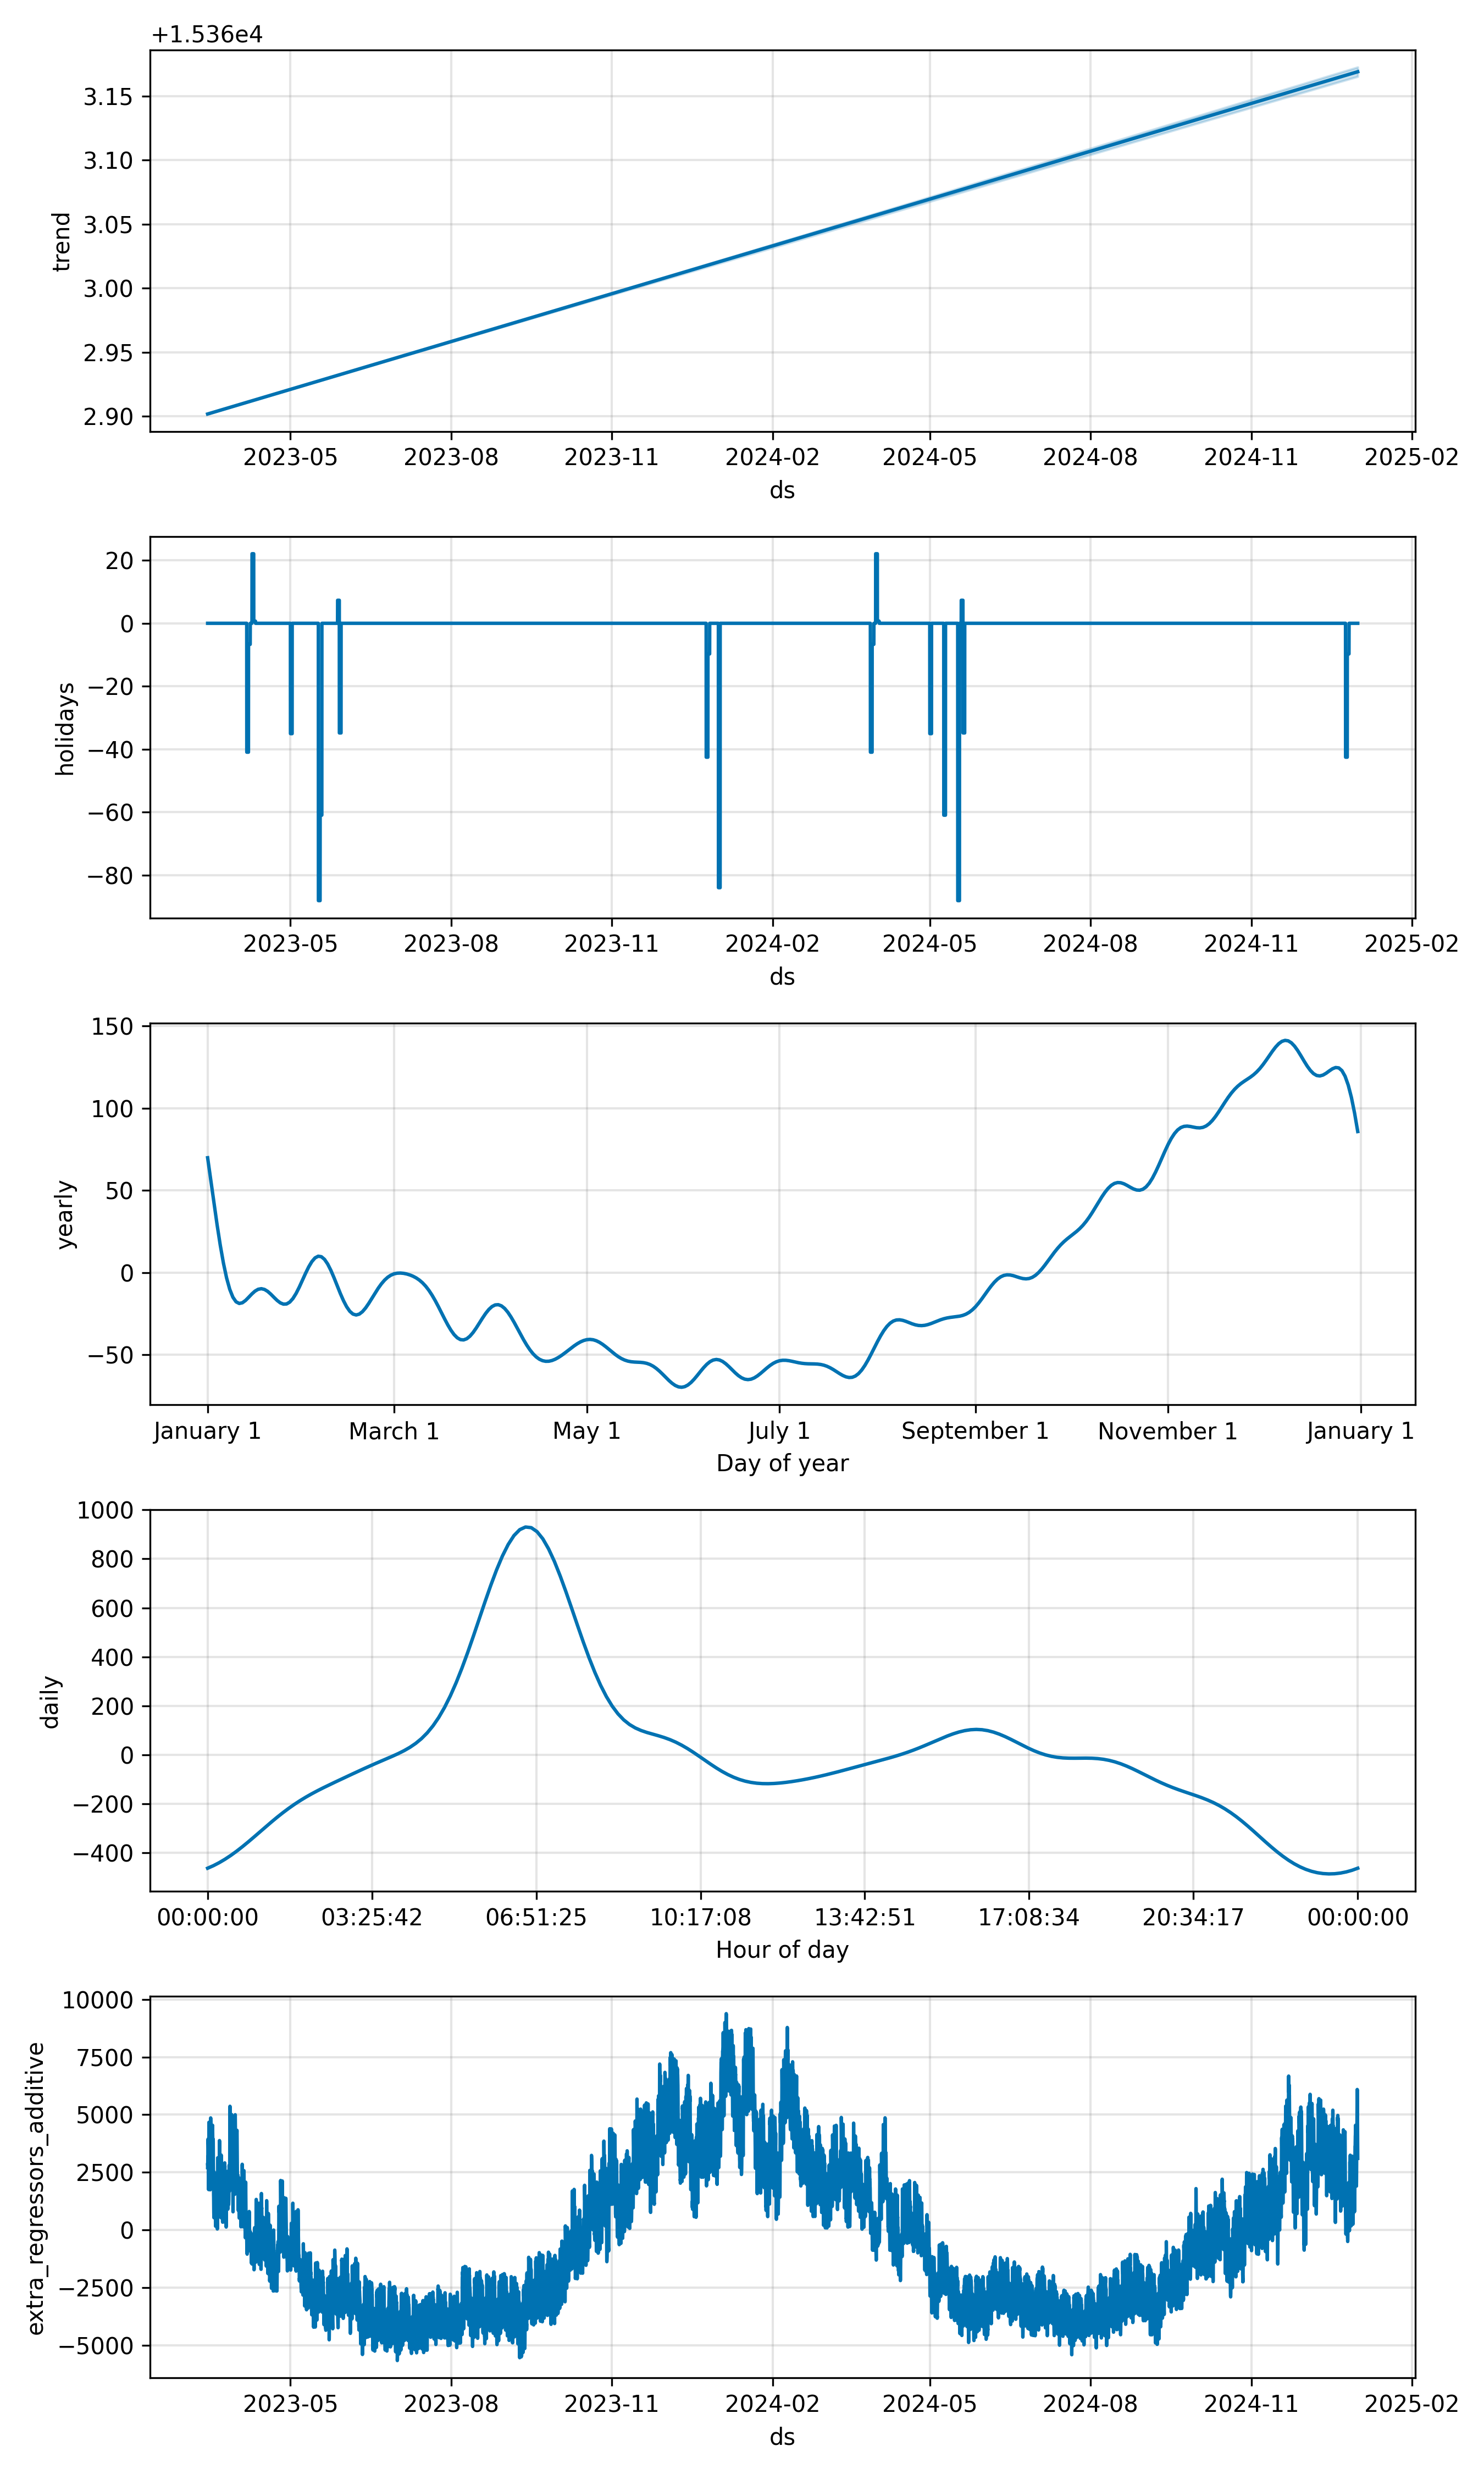 +1.536e4
3.15
3.10
3.05
3.00
2.95
2.90
trend
2023-05 2023-08 2023-11 2024-02 2024-05 2024-08 2024-11 2025-02
ds
20
0
−20
−40
−60
−80
holidays
2023-05 2023-08 2023-11 2024-02 2024-05 2024-08 2024-11 2025-02
ds
150
100
50
0
−50
yearly
January 1 March 1 May 1 July 1 September 1 November 1 January 1
Day of year
1000
800
600
400
200
0
−200
−400
daily
00:00:00 03:25:42 06:51:25 10:17:08 13:42:51 17:08:34 20:34:17 00:00:00
Hour of day
10000
7500
5000
2500
0
−2500
−5000
extra_regressors_additive
2023-05 2023-08 2023-11 2024-02 2024-05 2024-08 2024-11 2025-02
ds